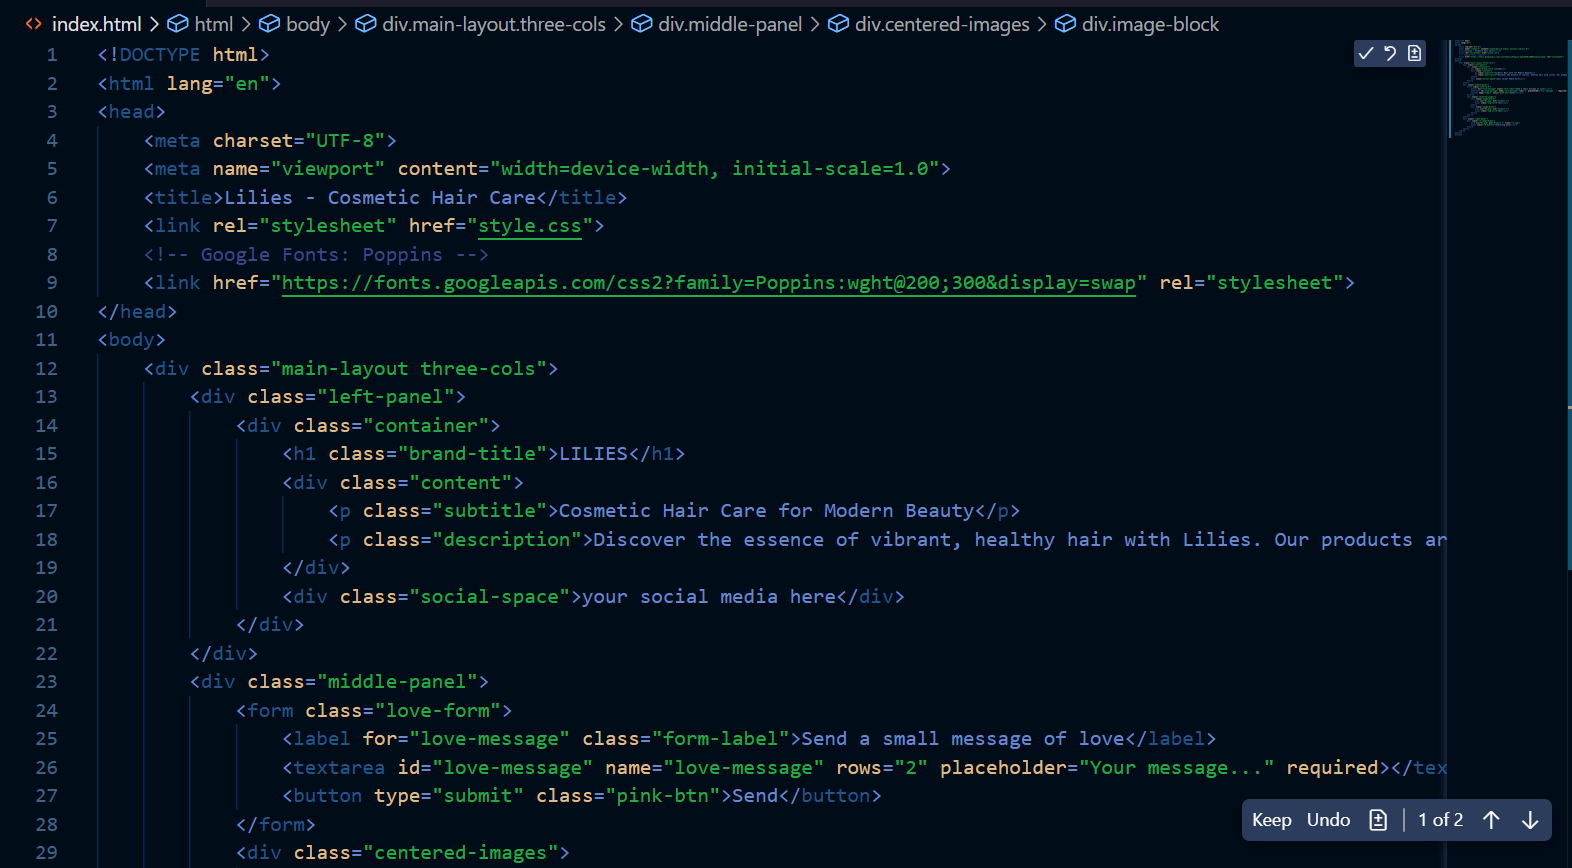 index.html > html > body > div.main-layout.three-cols > div.middle-panel > div.centered-images > div.image-block
1 <!DOCTYPE html>
2 <html lang="en">
3 <head>
4     <meta charset="UTF-8">
5     <meta name="viewport" content="width=device-width, initial-scale=1.0">
6     <title>Lilies - Cosmetic Hair Care</title>
7     <link rel="stylesheet" href="style.css">
8     <!-- Google Fonts: Poppins -->
9     <link href="https://fonts.googleapis.com/css2?family=Poppins:wght@200;300&display=swap" rel="stylesheet">
10 </head>
11 <body>
12     <div class="main-layout three-cols">
13         <div class="left-panel">
14             <div class="container">
15                 <h1 class="brand-title">LILIES</h1>
16                 <div class="content">
17                     <p class="subtitle">Cosmetic Hair Care for Modern Beauty</p>
18                     <p class="description">Discover the essence of vibrant, healthy hair with Lilies. Our products ar
19                 </div>
20                 <div class="social-space">your social media here</div>
21             </div>
22         </div>
23         <div class="middle-panel">
24             <form class="love-form">
25                 <label for="love-message" class="form-label">Send a small message of love</label>
26                 <textarea id="love-message" name="love-message" rows="2" placeholder="Your message..." required></tex
27                 <button type="submit" class="pink-btn">Send</button>
28             </form>
29             <div class="centered-images">
Keep Undo 1 of 2